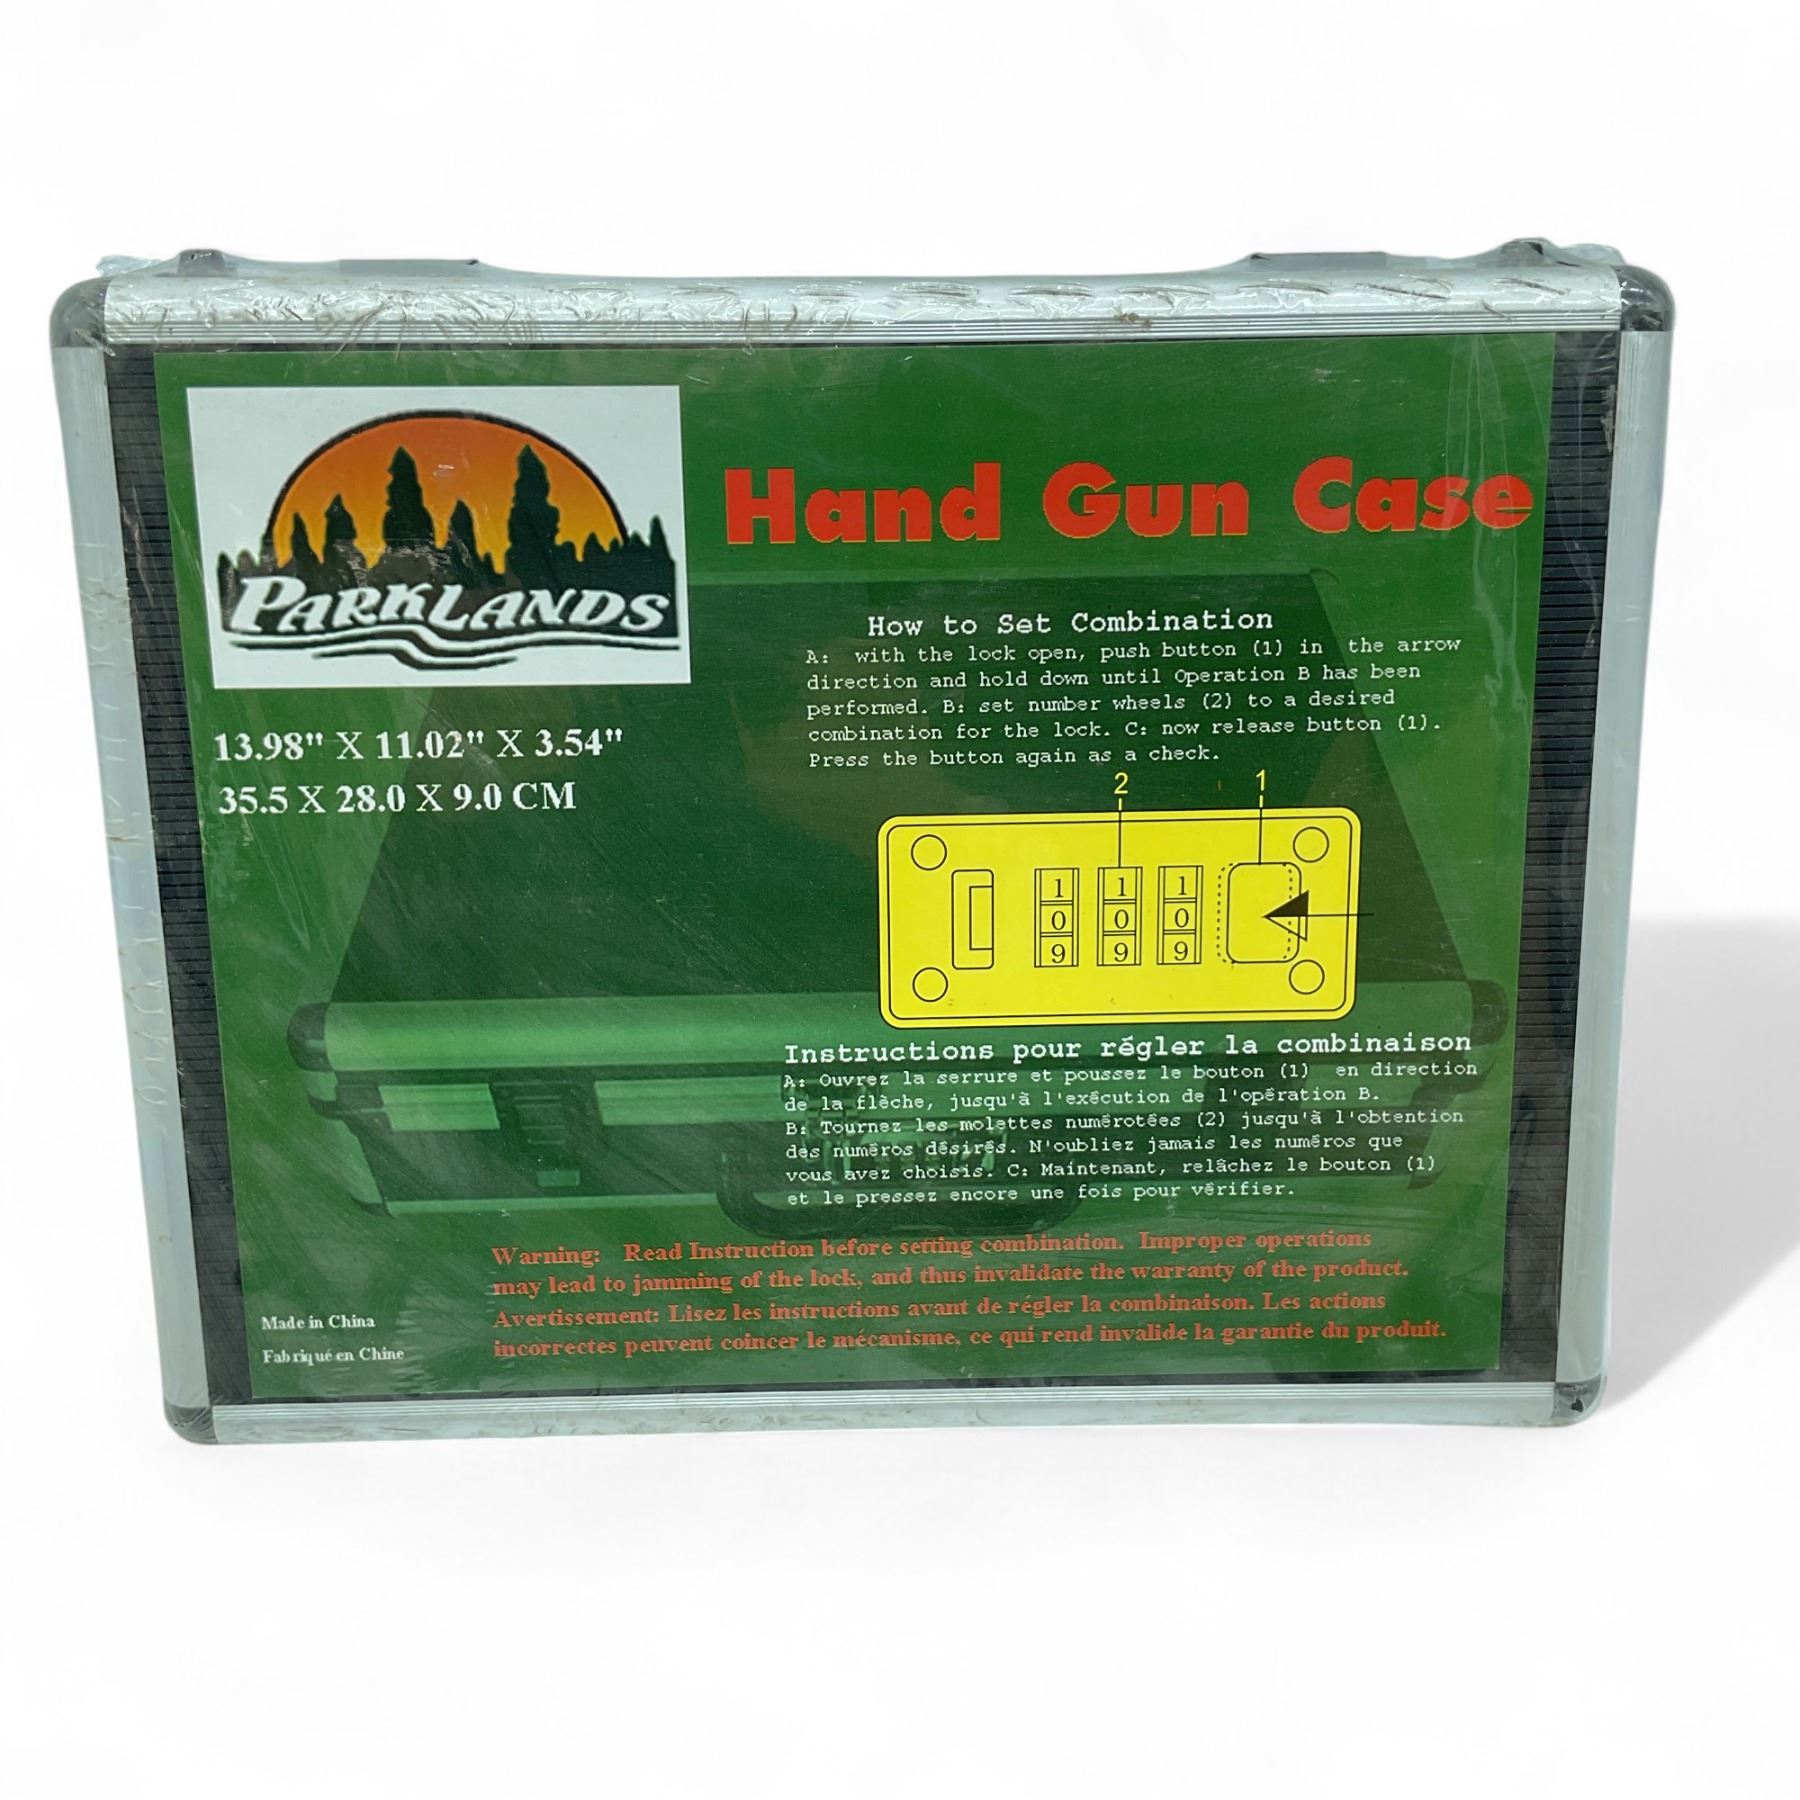 PARKLANDS
Hand Gun Case
13.98" X 11.02" X 3.54"
35.5 X 28.0 X 9.0 CM
How to Set Combination
A: with the lock open, push button (1) in the arrow
direction and hold down until Operation B has been
performed. B: set number wheels (2) to a desired
combination for the lock. C: now release button (1).
Press the button again as a check.
2 1
1 1 1
0 0 0
9 9 9
Instructions pour régler la combinaison
A: Ouvrez la serrure et poussez le bouton (1) en direction
de la flèche, jusqu'à l'exécution de l'opération B.
B: Tournez les molettes numérotées (2) jusqu'à l'obtention
des numéros désirés. N'oubliez jamais les numéros que
vous avez choisis. C: Maintenant, relâchez le bouton (1)
et le pressez encore une fois pour vérifier.
Warning: Read Instruction before setting combination. Improper operations
may lead to jamming of the lock, and thus invalidate the warranty of the product.
Avertissement: Lisez les instructions avant de régler la combinaison. Les actions
incorrectes peuvent coincer le mécanisme, ce qui rend invalide la garantie du produit.
Made in China
Fabriqué en Chine